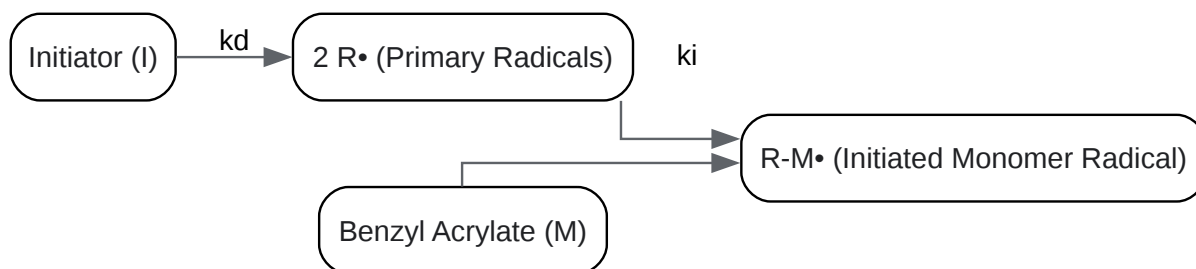 Initiator (I)
kd
2 R• (Primary Radicals)
ki
R-M• (Initiated Monomer Radical)
Benzyl Acrylate (M)